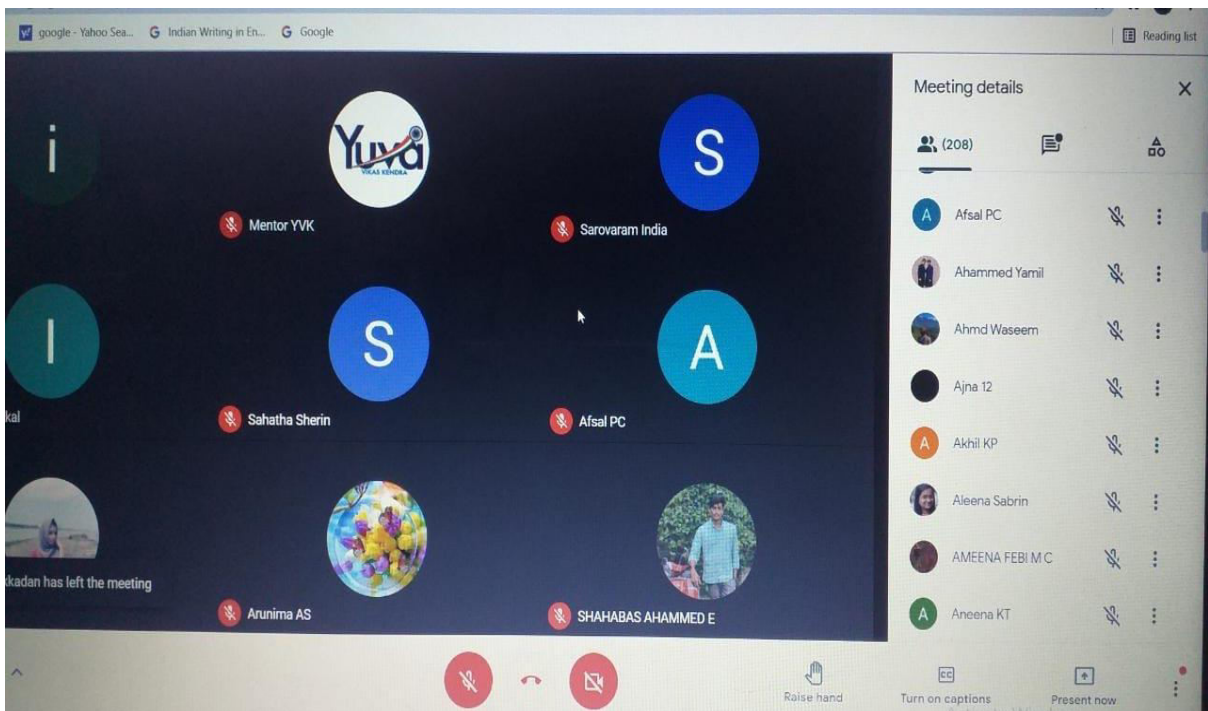 google - Yahoo Sea...
Indian Writing in En...
Google
Reading list
Meeting details
(208)
i
Yuva
VIKAS KENDRA
S
Mentor YVK
Sarovaram India
I
S
A
kal
Sahatha Sherin
Afsal PC
kkadan has left the meeting
Arunima AS
SHAHABAS AHAMMED E
A Afsal PC
Ahammed Yamil
Ahmd Waseem
Ajna 12
A Akhil KP
Aleena Sabrin
AMEENA FEBI M C
A Aneena KT
Raise hand
CC
Turn on captions
Present now